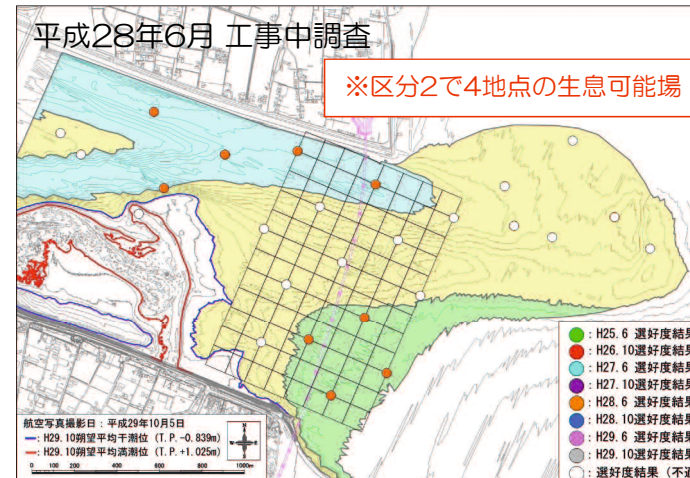 平成28年6月 工事中調査
※区分2で4地点の生息可能場
: H25. 6 選好度結果
: H26. 10選好度結果
: H27. 6 選好度結果
: H27. 10選好度結果
: H28. 6 選好度結果
: H28. 10選好度結果
: H29. 6 選好度結果
: H29. 10選好度結果
: 選好度結果（不適
航空写真撮影日：平成29年10月5日
: H29. 10朔望平均干潮位（T. P. -0.839m）
: H29. 10朔望平均満潮位（T. P. +1.025m）
0 100 200 400 600 800 1000m